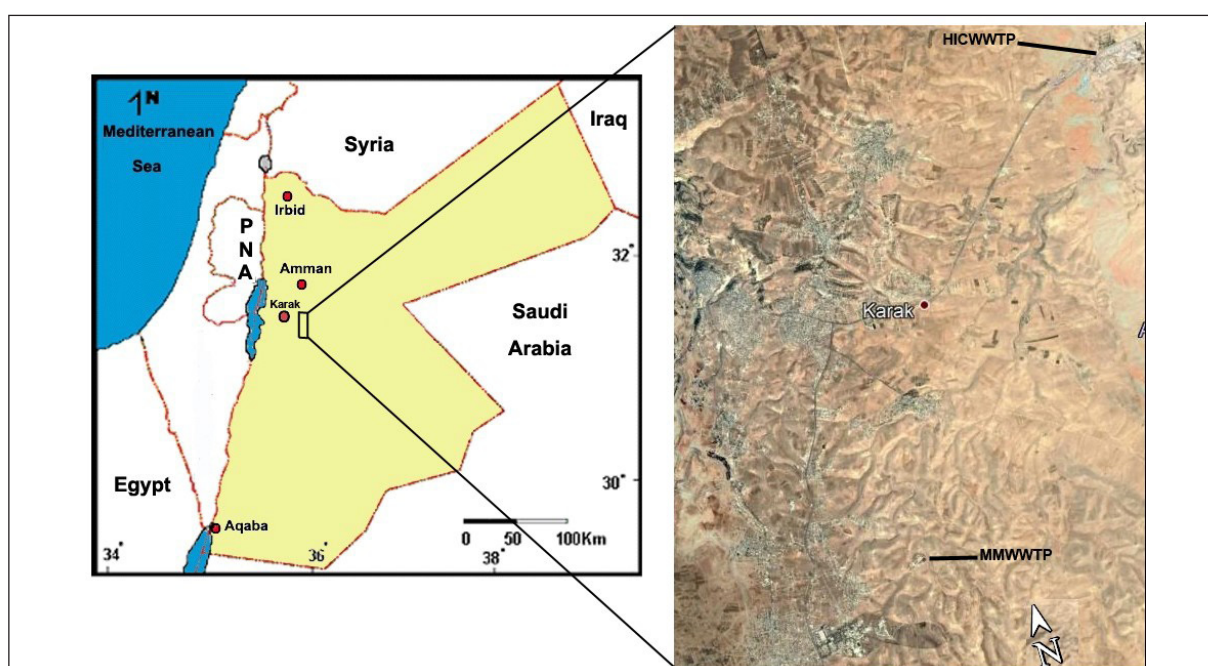 N
Mediterranean
Sea
Syria
Iraq
Irbid
P
N
A
Amman
Karak
32°
Saudi
Arabia
Egypt
30°
Aqaba
0 50 100Km
34°
36°
38°
HICWWTP
Karak
MMWWTP
N